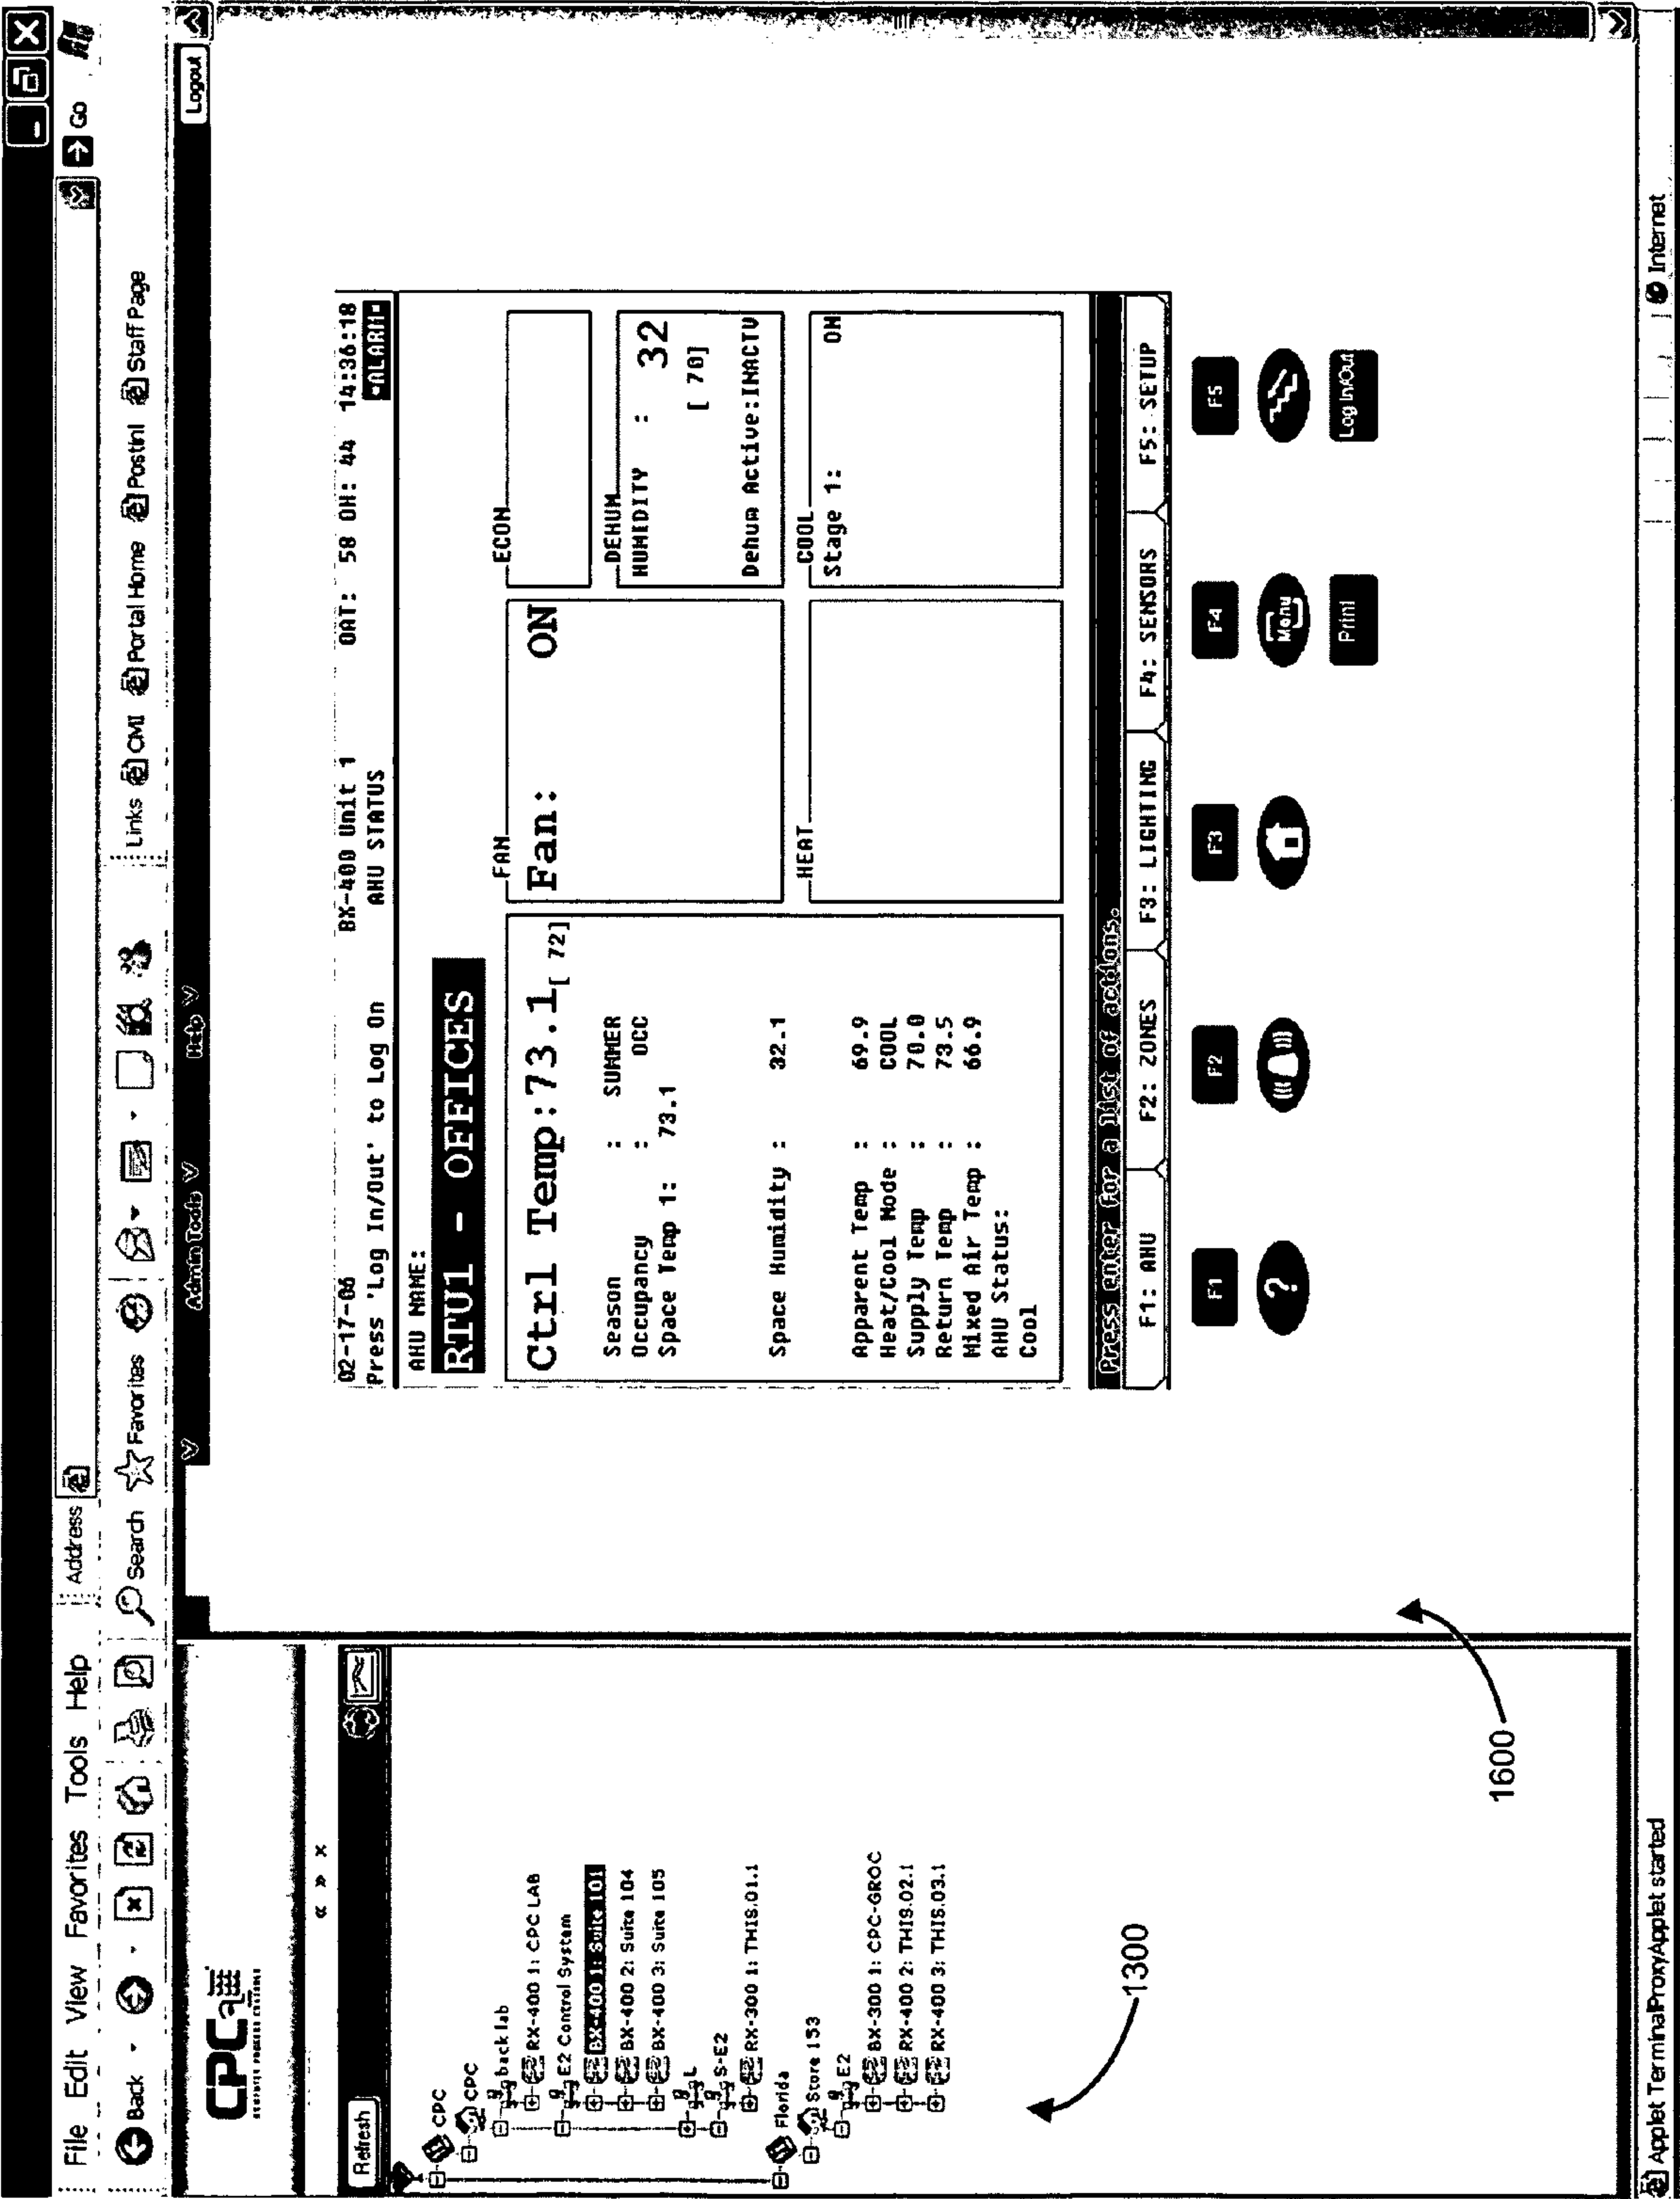 File Edit View Favorites Tools Help
Address
Go
Back
Search
Favorites
Links
CMI
Portal Home
PostInl
Staff Page
CPC
Admin Tools
Help
Logout
« » ×
Refresh
CPC
CPC
back lab
RX-400 1: CPC LAB
E2 Control System
BX-400 1: Suite 101
BX-400 2: Suite 104
BX-400 3: Suite 105
L
S-E2
RX-300 1: THIS.01.1
Florida
Store 153
E2
BX-300 1: CPC-GROC
RX-400 2: THIS.02.1
RX-400 3: THIS.03.1
1300
02-17-06 BX-400 Unit 1 OAT: 58 OH: 44 14:36:18
Press 'Log In/Out' to Log On AHU STATUS *ALARM*
AHU NAME:
RTU1 - OFFICES
Ctrl Temp:73.1[ 72]
Season : SUMMER
Occupancy : OCC
Space Temp 1: 73.1
Space Humidity : 32.1
Apparent Temp : 69.9
Heat/Cool Mode : COOL
Supply Temp : 70.0
Return Temp : 73.5
Mixed Air Temp : 66.9
AHU Status:
Cool
FAN
Fan: ON
HEAT
ECON
DEHUM
HUMIDITY : 32
[ 70]
Dehum Active:INACTV
COOL
Stage 1: ON
Press enter for a list of actions.
F1: AHU F2: ZONES F3: LIGHTING F4: SENSORS F5: SETUP
F1 F2 F3 F4 F5
? Menu
Print Log In/Out
1600
Applet TerminalProxyApplet started
Internet